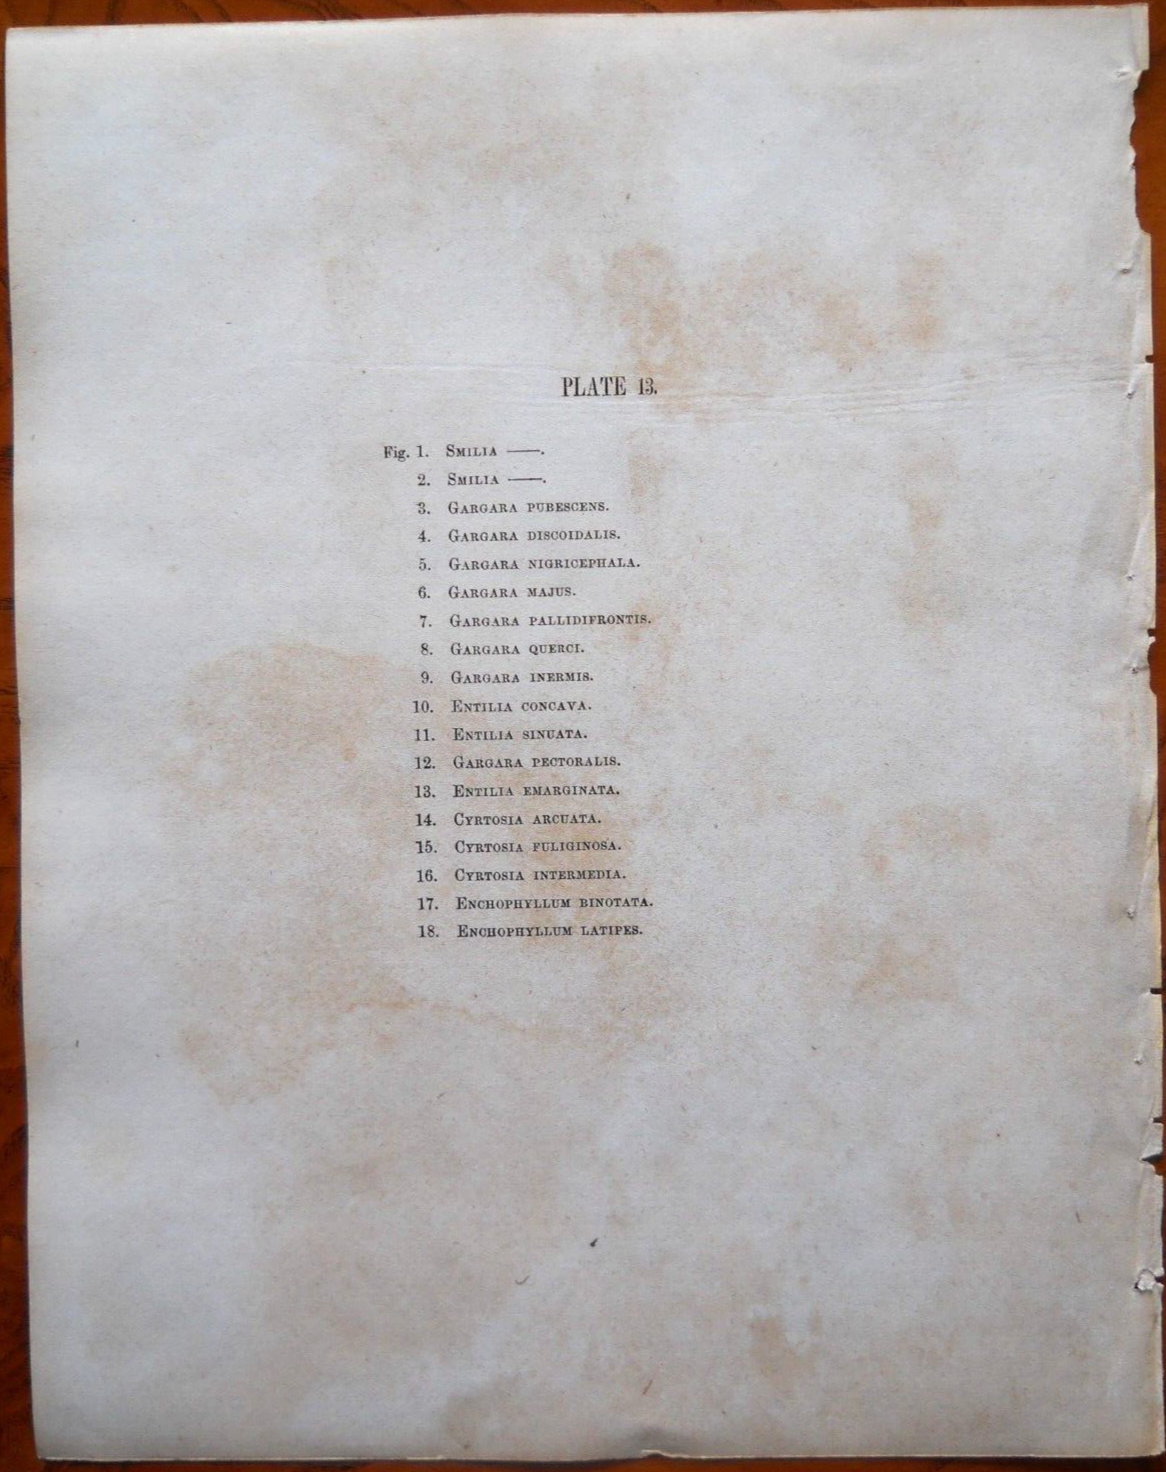 PLATE 13.
Fig. 1. SMILIA ——.
2. SMILIA ——.
3. GARGARA PUBESCENS.
4. GARGARA DISCOIDALIS.
5. GARGARA NIGRICEPHALA.
6. GARGARA MAJUS.
7. GARGARA PALLIDIFRONTIS.
8. GARGARA QUERCI.
9. GARGARA INERMIS.
10. ENTILIA CONCAVA.
11. ENTILIA SINUATA.
12. GARGARA PECTORALIS.
13. ENTILIA EMARGINATA.
14. CYRTOSIA ARCUATA.
15. CYRTOSIA FULIGINOSA.
16. CYRTOSIA INTERMEDIA.
17. ENCHOPHYLLUM BINOTATA.
18. ENCHOPHYLLUM LATIPES.